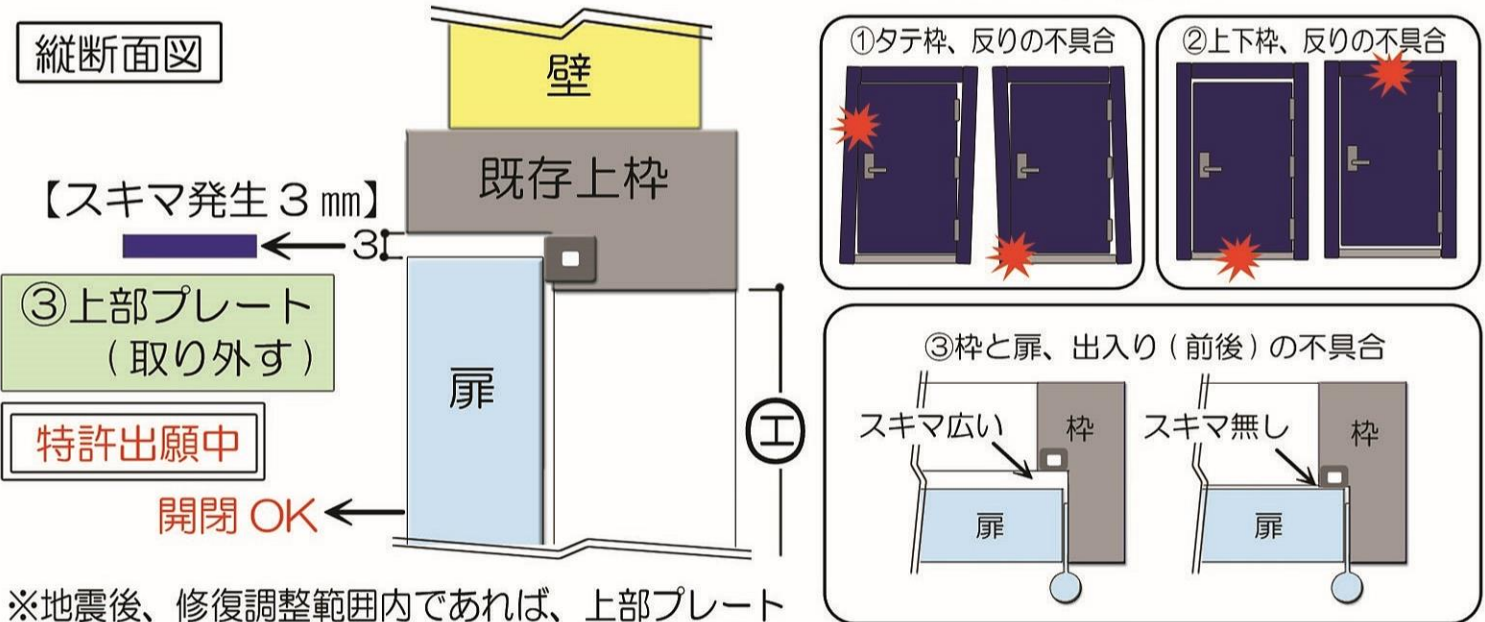 縦断面図
壁
既存上枠
【スキマ発生3㎜】
3
③上部プレート
(取り外す)
特許出願中
扉
H
開閉OK
※地震後、修復調整範囲内であれば、上部プレート
①タテ枠、反りの不具合
②上下枠、反りの不具合
③枠と扉、出入り(前後)の不具合
スキマ広い
枠
扉
スキマ無し
枠
扉